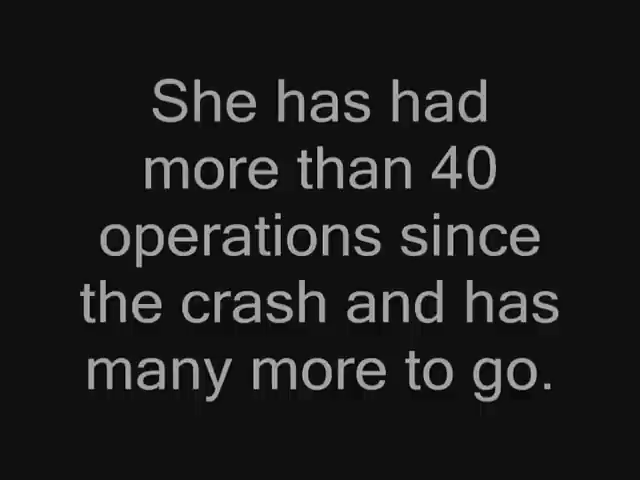 She has had
more than 40
operations since
the crash and has
many more to go.